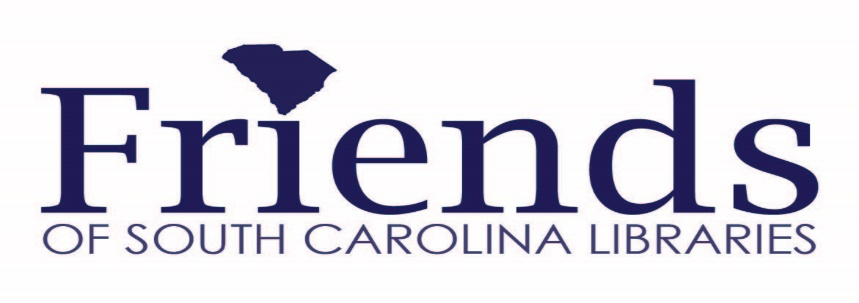 Friends
OF SOUTH CAROLINA LIBRARIES